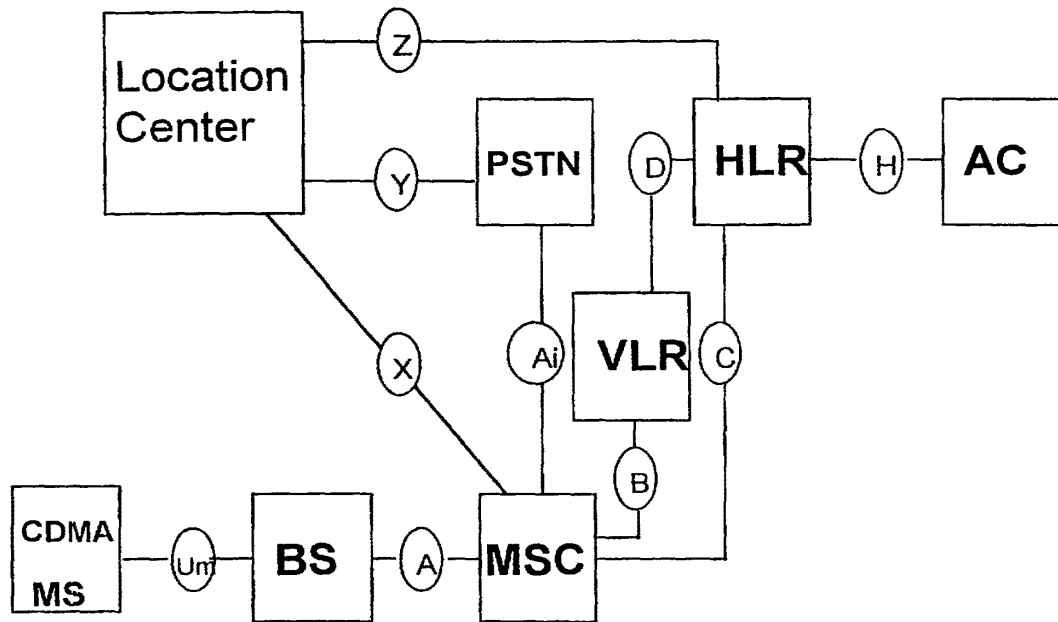 Z
Location
Center
PSTN
HLR
AC
D
H
Y
VLR
C
Ai
X
B
CDMA
MS
Um
BS
A
MSC